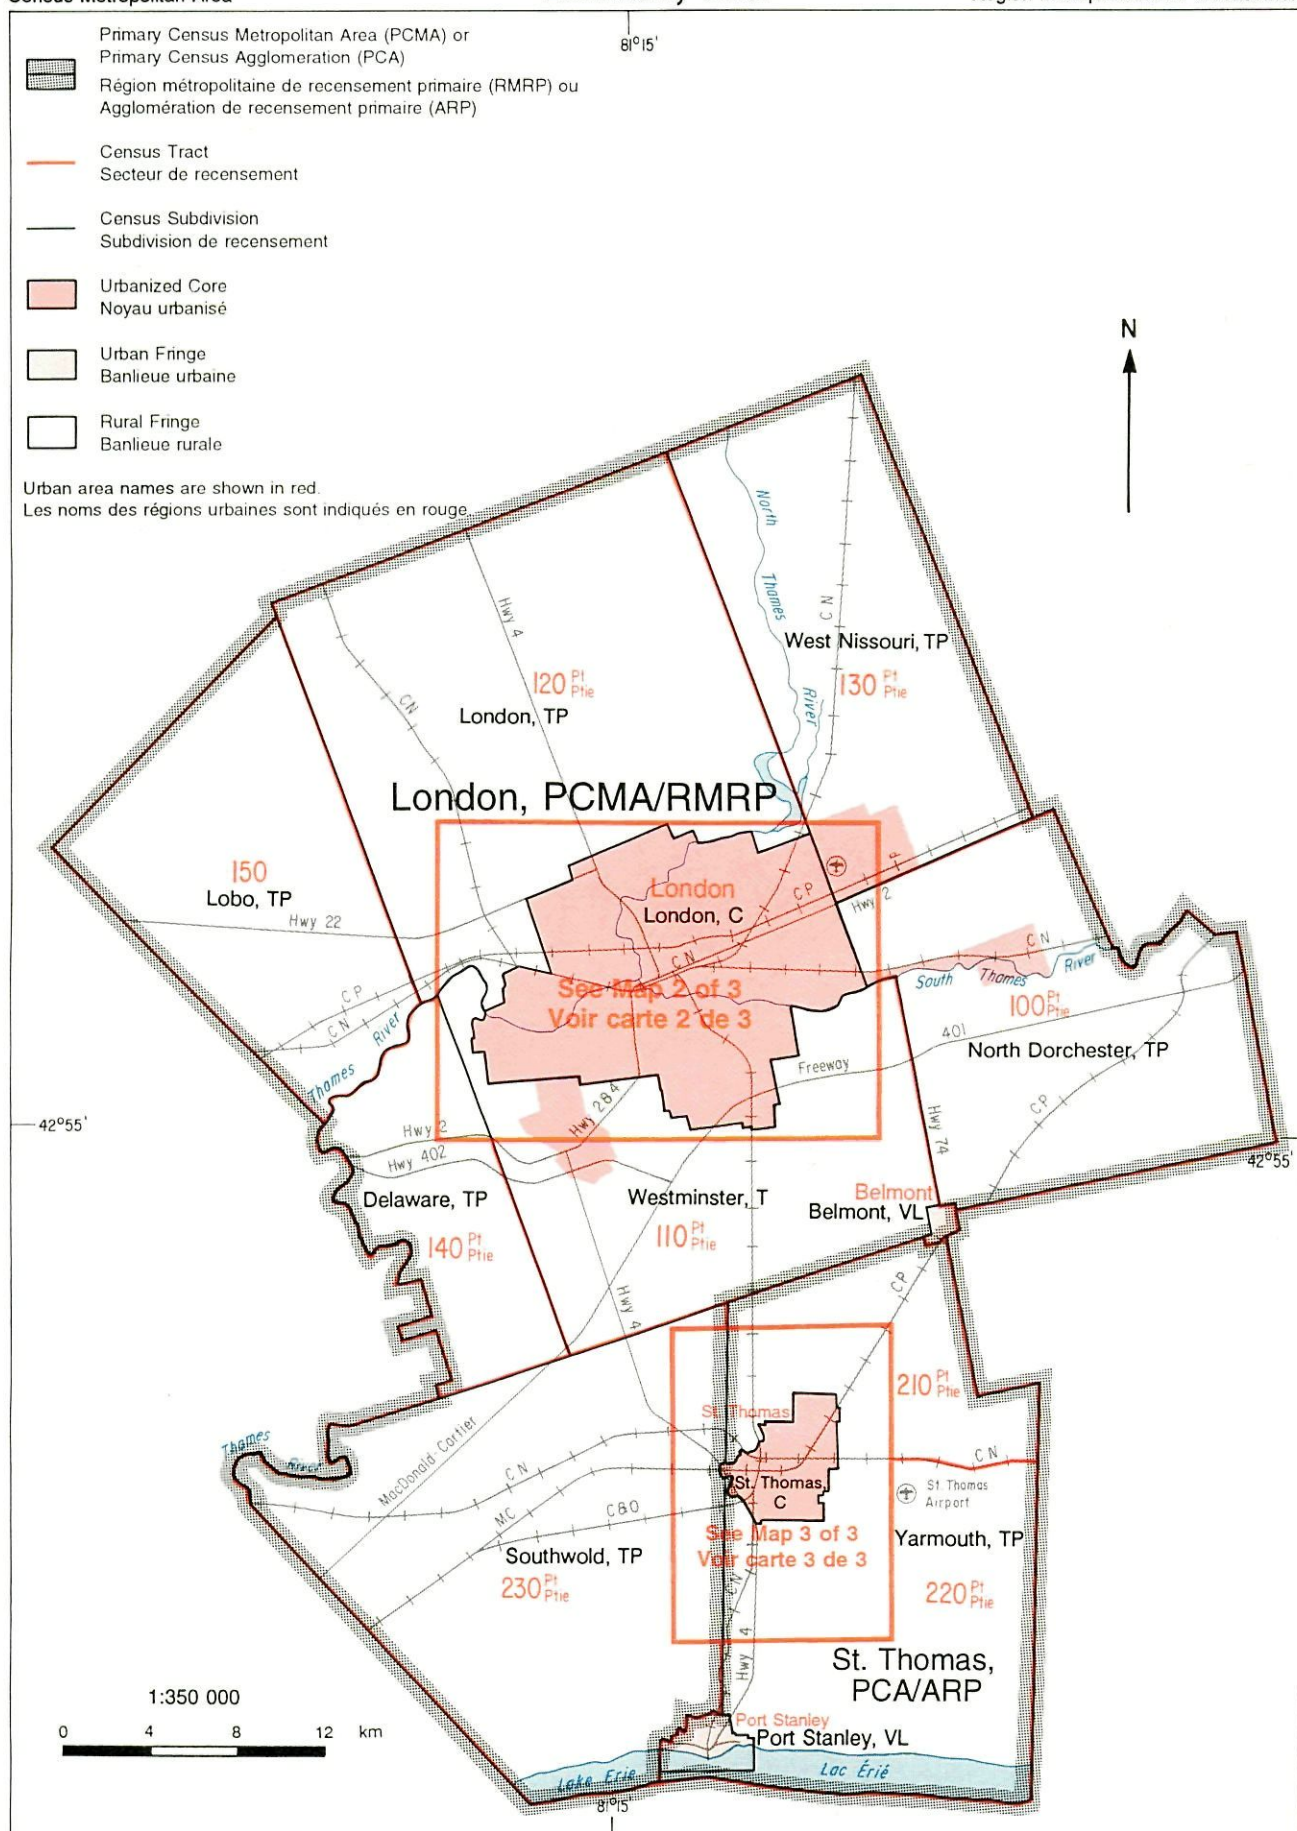 Census Metropolitan Area
Primary Census Metropolitan Area (PCMA) or
Primary Census Agglomeration (PCA)
Région métropolitaine de recensement primaire (RMRP) ou
Agglomération de recensement primaire (ARP)
Census Tract
Secteur de recensement
Census Subdivision
Subdivision de recensement
Urbanized Core
Noyau urbanisé
Urban Fringe
Banlieue urbaine
Rural Fringe
Banlieue rurale
Urban area names are shown in red.
Les noms des régions urbaines sont indiqués en rouge.
81°15'
N
North
Thames
River
CN
West Nissouri, TP
130 Pt
Ptie
Hwy 4
120 Pt
Ptie
London, TP
CN
London, PCMA/RMRP
150
Lobo, TP
Hwy 22
London
London, C
CP
CP
Hwy 2
CN
CN
See Map 2 of 3
Voir carte 2 de 3
South Thames River
100 Pt
Ptie
401
North Dorchester, TP
Freeway
CP
CN
Thames River
42°55'
Hwy 2
Hwy 402
Hwy 284
Hwy 74
CP
42°55'
Delaware, TP
140 Pt
Ptie
Westminster, T
110 Pt
Ptie
Belmont
Belmont, VL
Hwy 4
CP
210 Pt
Ptie
St. Thomas
St. Thomas,
C
CN
St. Thomas
Airport
Thames
River
MacDonald-Cartier
CN
MC
C&O
Southwold, TP
230 Pt
Ptie
See Map 3 of 3
Voir carte 3 de 3
CN
Yarmouth, TP
220 Pt
Ptie
Hwy 4
St. Thomas,
PCA/ARP
1:350 000
0 4 8 12 km
Port Stanley
Port Stanley, VL
Lake Erie
Lac Érié
81°15'